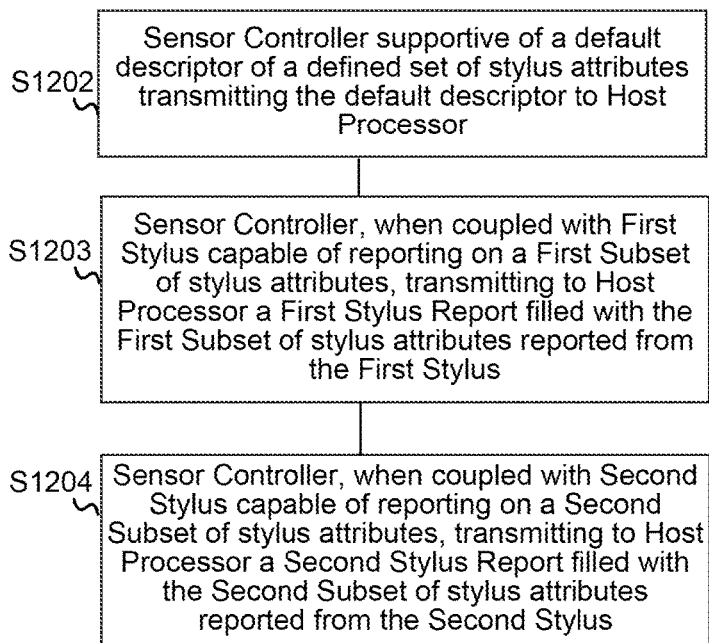 S1202
Sensor Controller supportive of a default
descriptor of a defined set of stylus attributes
transmitting the default descriptor to Host
Processor
S1203
Sensor Controller, when coupled with First
Stylus capable of reporting on a First Subset
of stylus attributes, transmitting to Host
Processor a First Stylus Report filled with the
First Subset of stylus attributes reported from
the First Stylus
S1204
Sensor Controller, when coupled with Second
Stylus capable of reporting on a Second
Subset of stylus attributes, transmitting to Host
Processor a Second Stylus Report filled with
the Second Subset of stylus attributes
reported from the Second Stylus